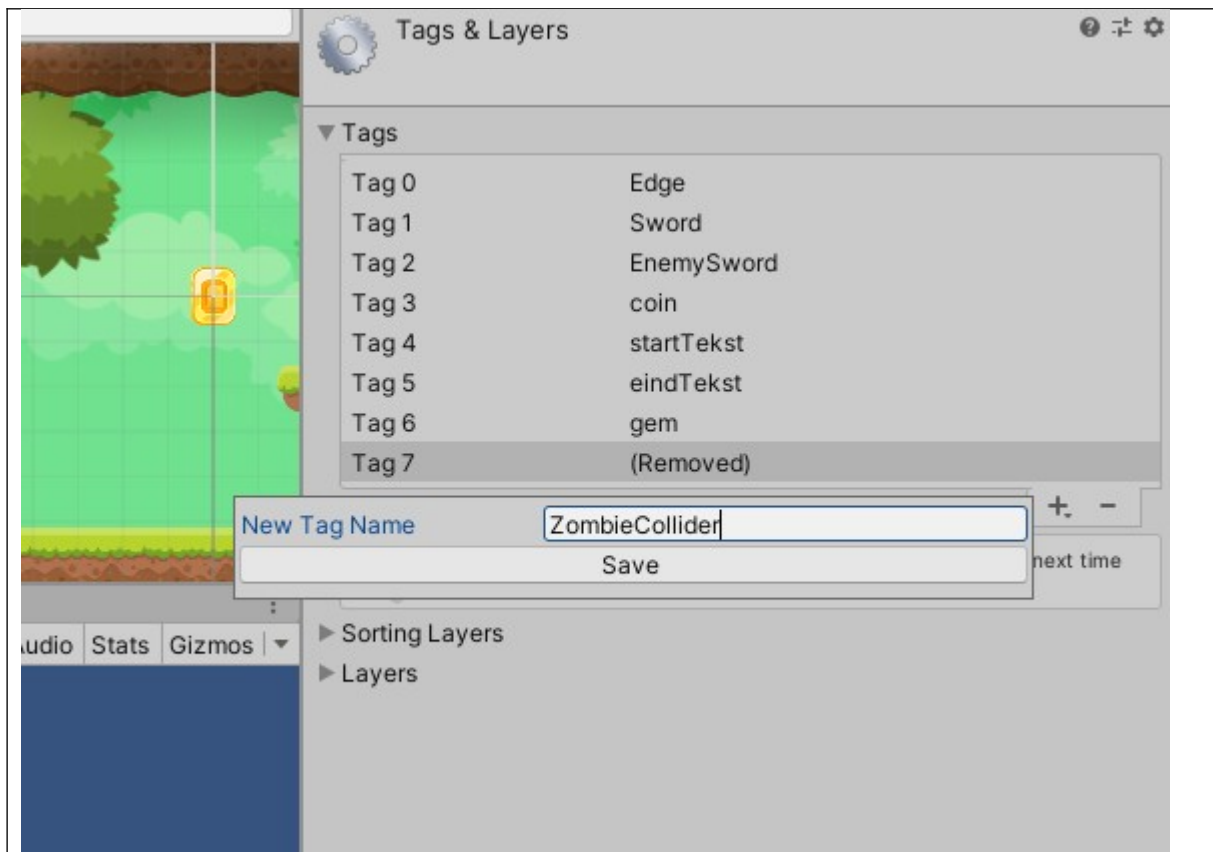 Tags & Layers
Tags
Tag 0 Edge
Tag 1 Sword
Tag 2 EnemySword
Tag 3 coin
Tag 4 startTekst
Tag 5 eindTekst
Tag 6 gem
Tag 7 (Removed)
New Tag Name ZombieCollider
Save
next time
Sorting Layers
Stats Gizmos
Layers